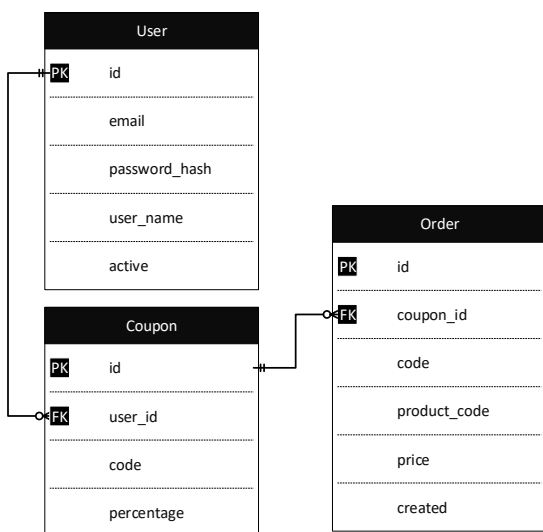 User
PK id
email
password_hash
user_name
active
Coupon
PK id
FK user_id
code
percentage
Order
PK id
FK coupon_id
code
product_code
price
created